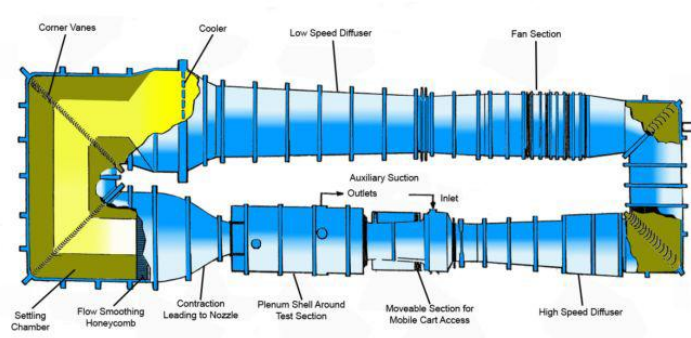 Corner Vanes
Cooler
Low Speed Diffuser
Fan Section
Auxiliary Suction
Outlets
Inlet
Settling
Chamber
Flow Smoothing
Honeycomb
Contraction
Leading to Nozzle
Plenum Shell Around
Test Section
Moveable Section for
Mobile Cart Access
High Speed Diffuser